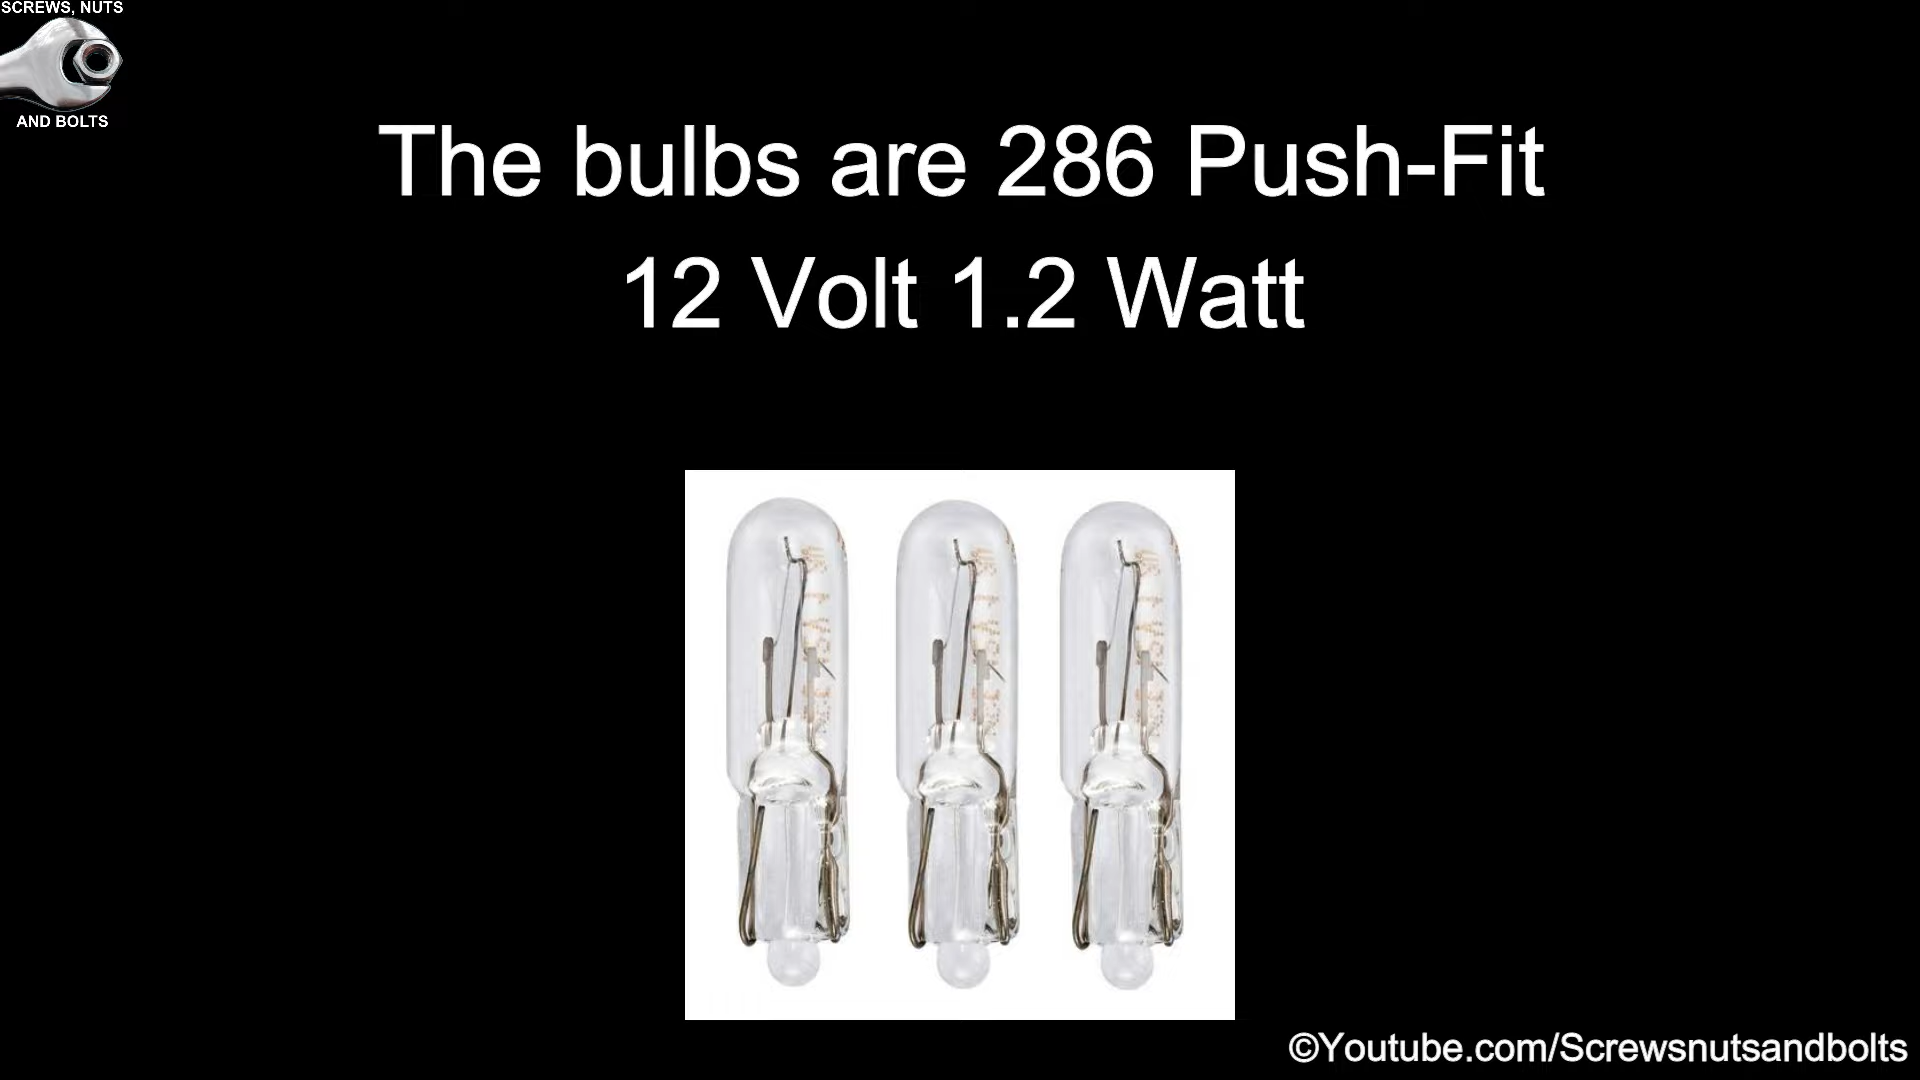 SCREWS, NUTS
AND BOLTS
The bulbs are 286 Push-Fit
12 Volt 1.2 Watt
©Youtube.com/Screwsnutsandbolts